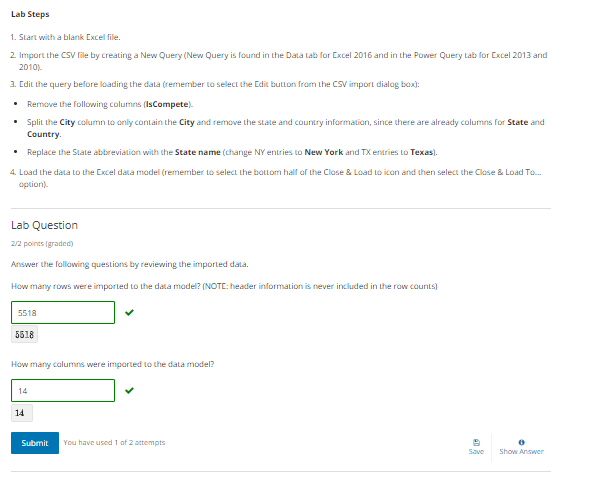 Lab Steps
1. Start with a blank Excel file.
2. Import the CSV file by creating a New Query (New Query is found in the Data tab for Excel 2016 and in the Power Query tab for Excel 2013 and
2010).
3. Edit the query before loading the data (remember to select the Edit button from the CSV import dialog box):
• Remove the following columns (IsCompete).
• Split the City column to only contain the City and remove the state and country information, since there are already columns for State and
Country.
• Replace the State abbreviation with the State name (change NY entries to New York and TX entries to Texas).
4. Load the data to the Excel data model (remember to select the bottom half of the Close & Load to icon and then select the Close & Load To...
option).
Lab Question
2/2 points (graded)
Answer the following questions by reviewing the imported data.
How many rows were imported to the data model? (NOTE: header information is never included in the row counts)
5518
5518
How many columns were imported to the data model?
14
14
Submit You have used 1 of 2 attempts
Save Show Answer